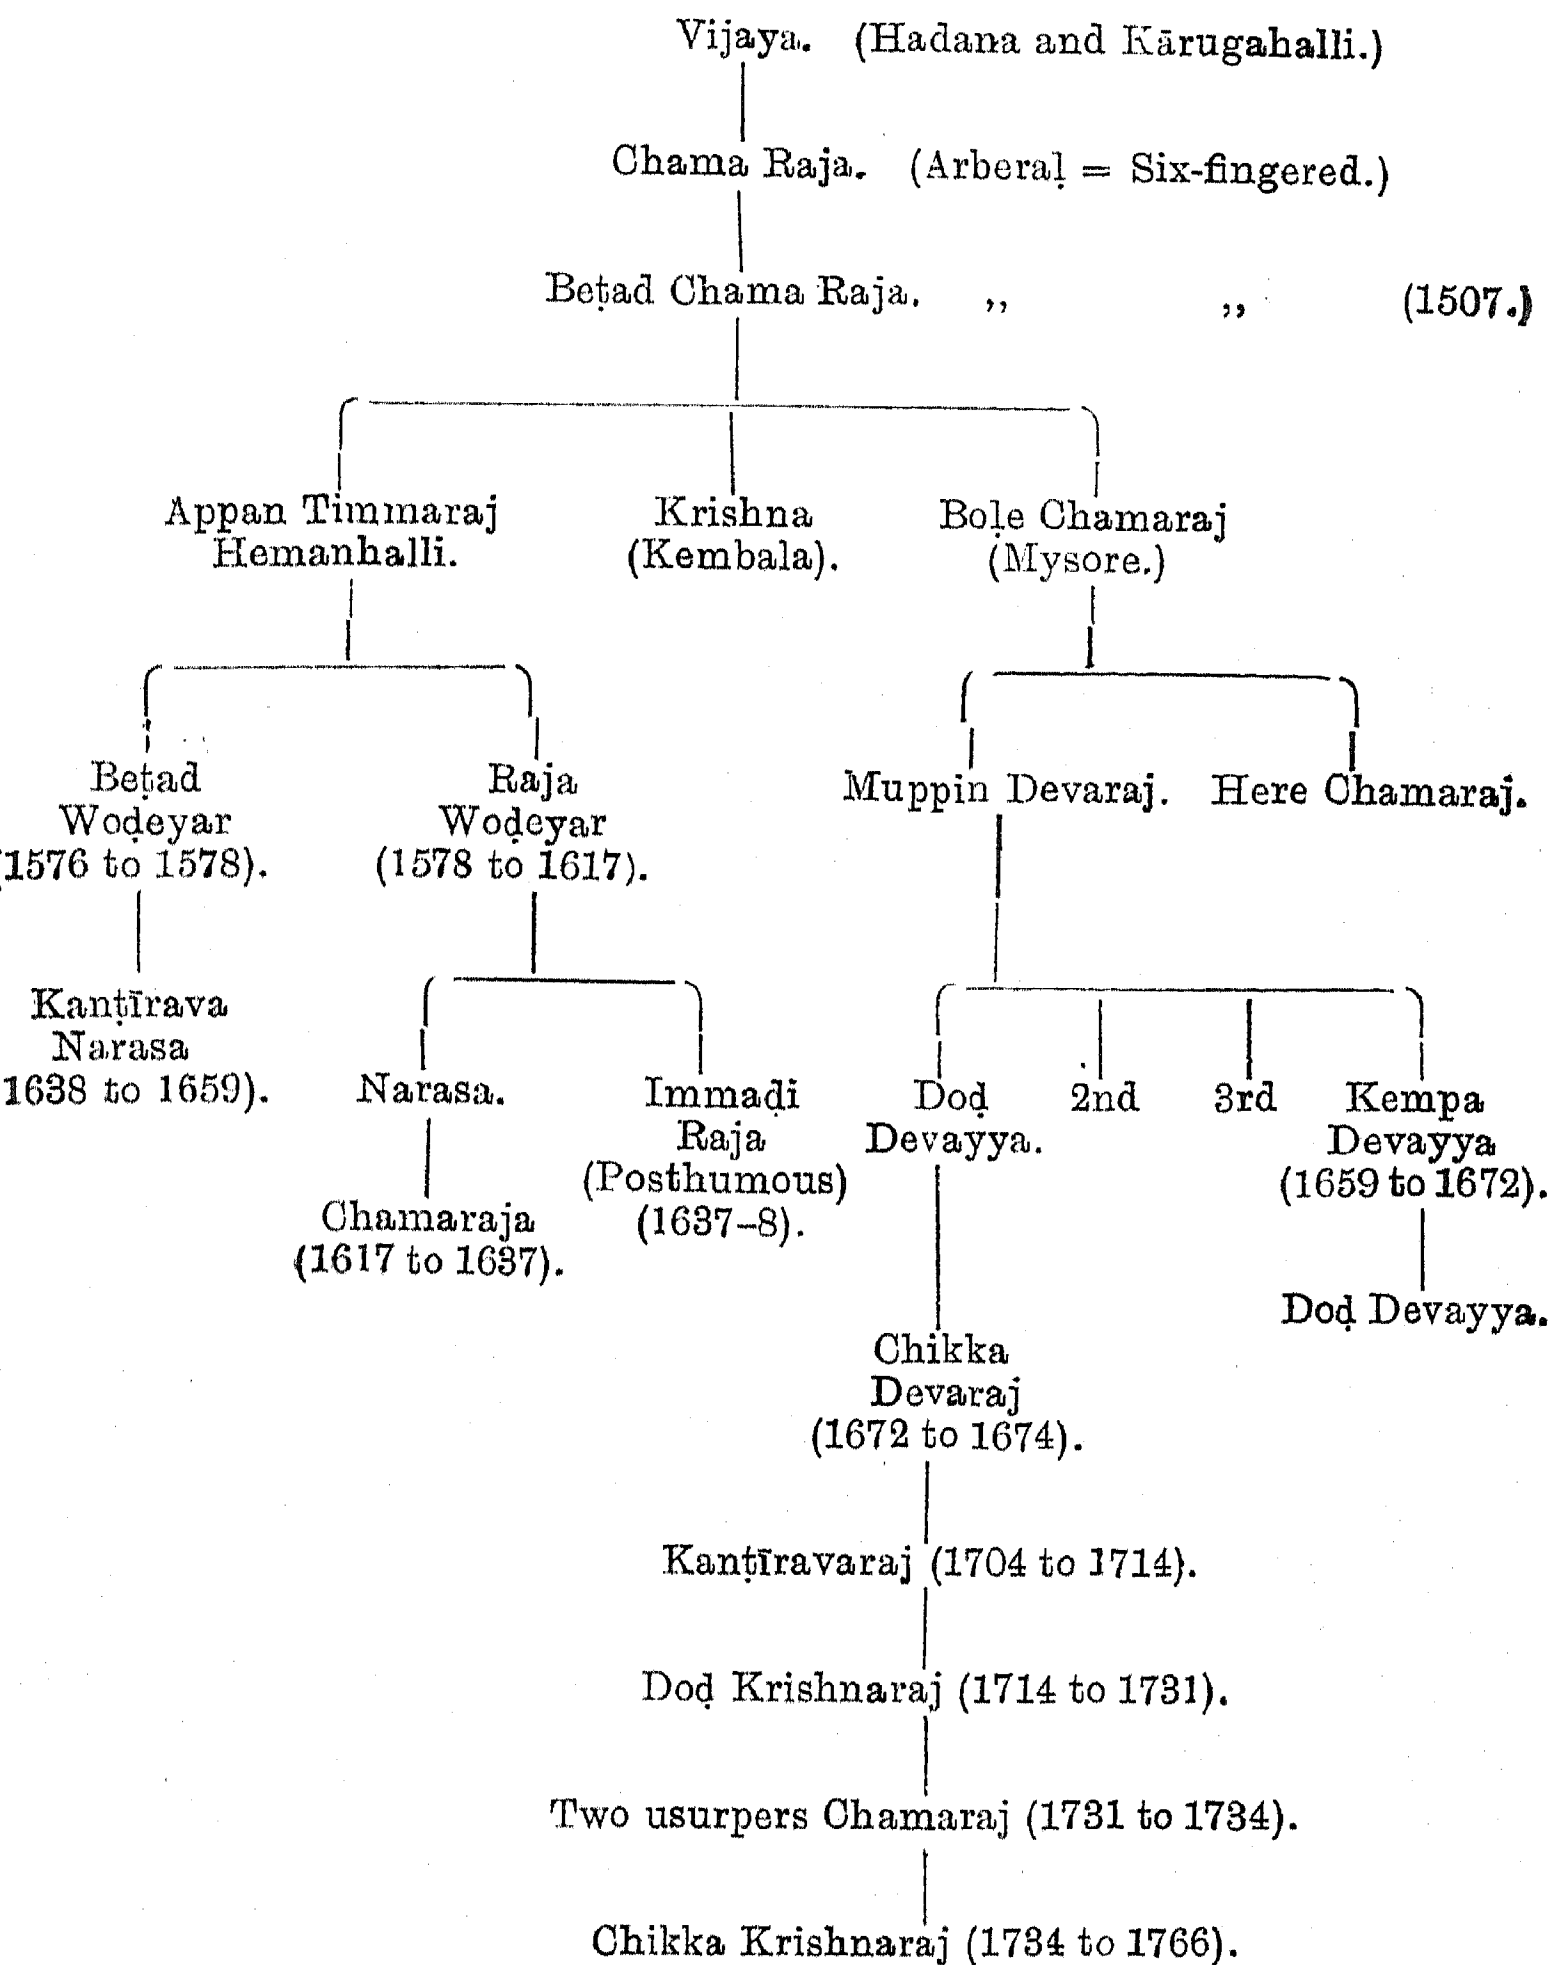 Vijaya. (Hadana and Kārugahalli.)
Chama Raja. (Arberaḷ = Six-fingered.)
Beṭad Chama Raja. ,, ,, (1507.)
Appan Timmaraj
Hemanhalli.
Krishna
(Kembala).
Boḷe Chamaraj
(Mysore.)
Beṭad
Woḍeyar
(1576 to 1578).
Raja
Woḍeyar
(1578 to 1617).
Muppin Devaraj.
Here Chamaraj.
Kanṭīrava
Narasa
1638 to 1659).
Narasa.
Immaḍi
Raja
(Posthumous)
(1637–8).
Doḍ
Devayya.
2nd
3rd
Kempa
Devayya
(1659 to 1672).
Chamaraja
(1617 to 1637).
Doḍ Devayya.
Chikka
Devaraj
(1672 to 1674).
Kanṭīravaraj (1704 to 1714).
Doḍ Krishnaraj (1714 to 1731).
Two usurpers Chamaraj (1731 to 1734).
Chikka Krishnaraj (1734 to 1766).